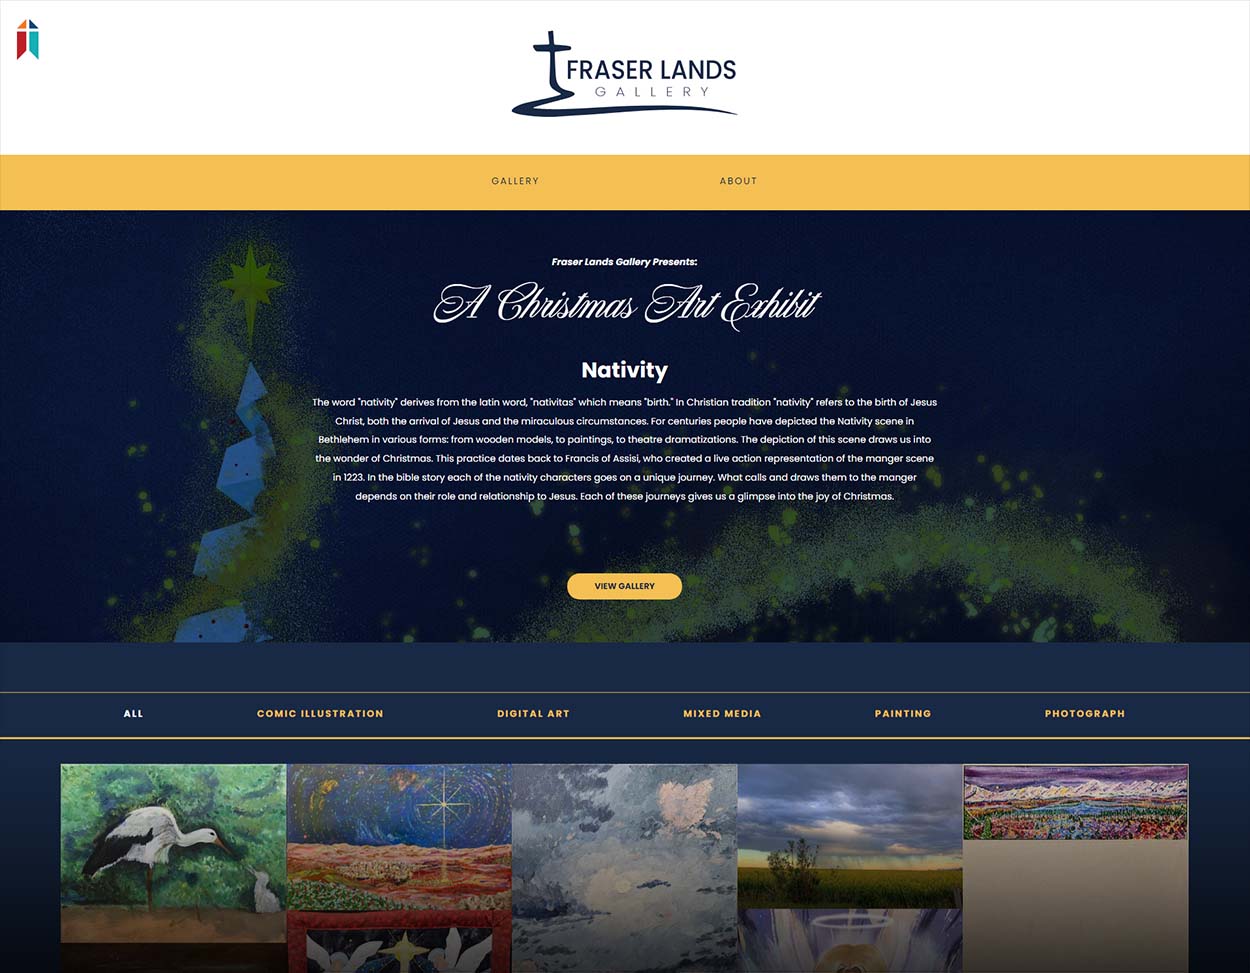 FRASER LANDS
GALLERY
GALLERY
ABOUT
Fraser Lands Gallery Presents:
A Christmas Art Exhibit
Nativity
The word "nativity" derives from the latin word, "nativitas" which means "birth." In Christian tradition "nativity" refers to the birth of Jesus
Christ, both the arrival of Jesus and the miraculous circumstances. For centuries people have depicted the Nativity scene in
Bethlehem in various forms: from wooden models, to paintings, to theatre dramatizations. The depiction of this scene draws us into
the wonder of Christmas. This practice dates back to Francis of Assisi, who created a live action representation of the manger scene
in 1223. In the bible story each of the nativity characters goes on a unique journey. What calls and draws them to the manger
depends on their role and relationship to Jesus. Each of these journeys gives us a glimpse into the joy of Christmas.
VIEW GALLERY
ALL
COMIC ILLUSTRATION
DIGITAL ART
MIXED MEDIA
PAINTING
PHOTOGRAPH